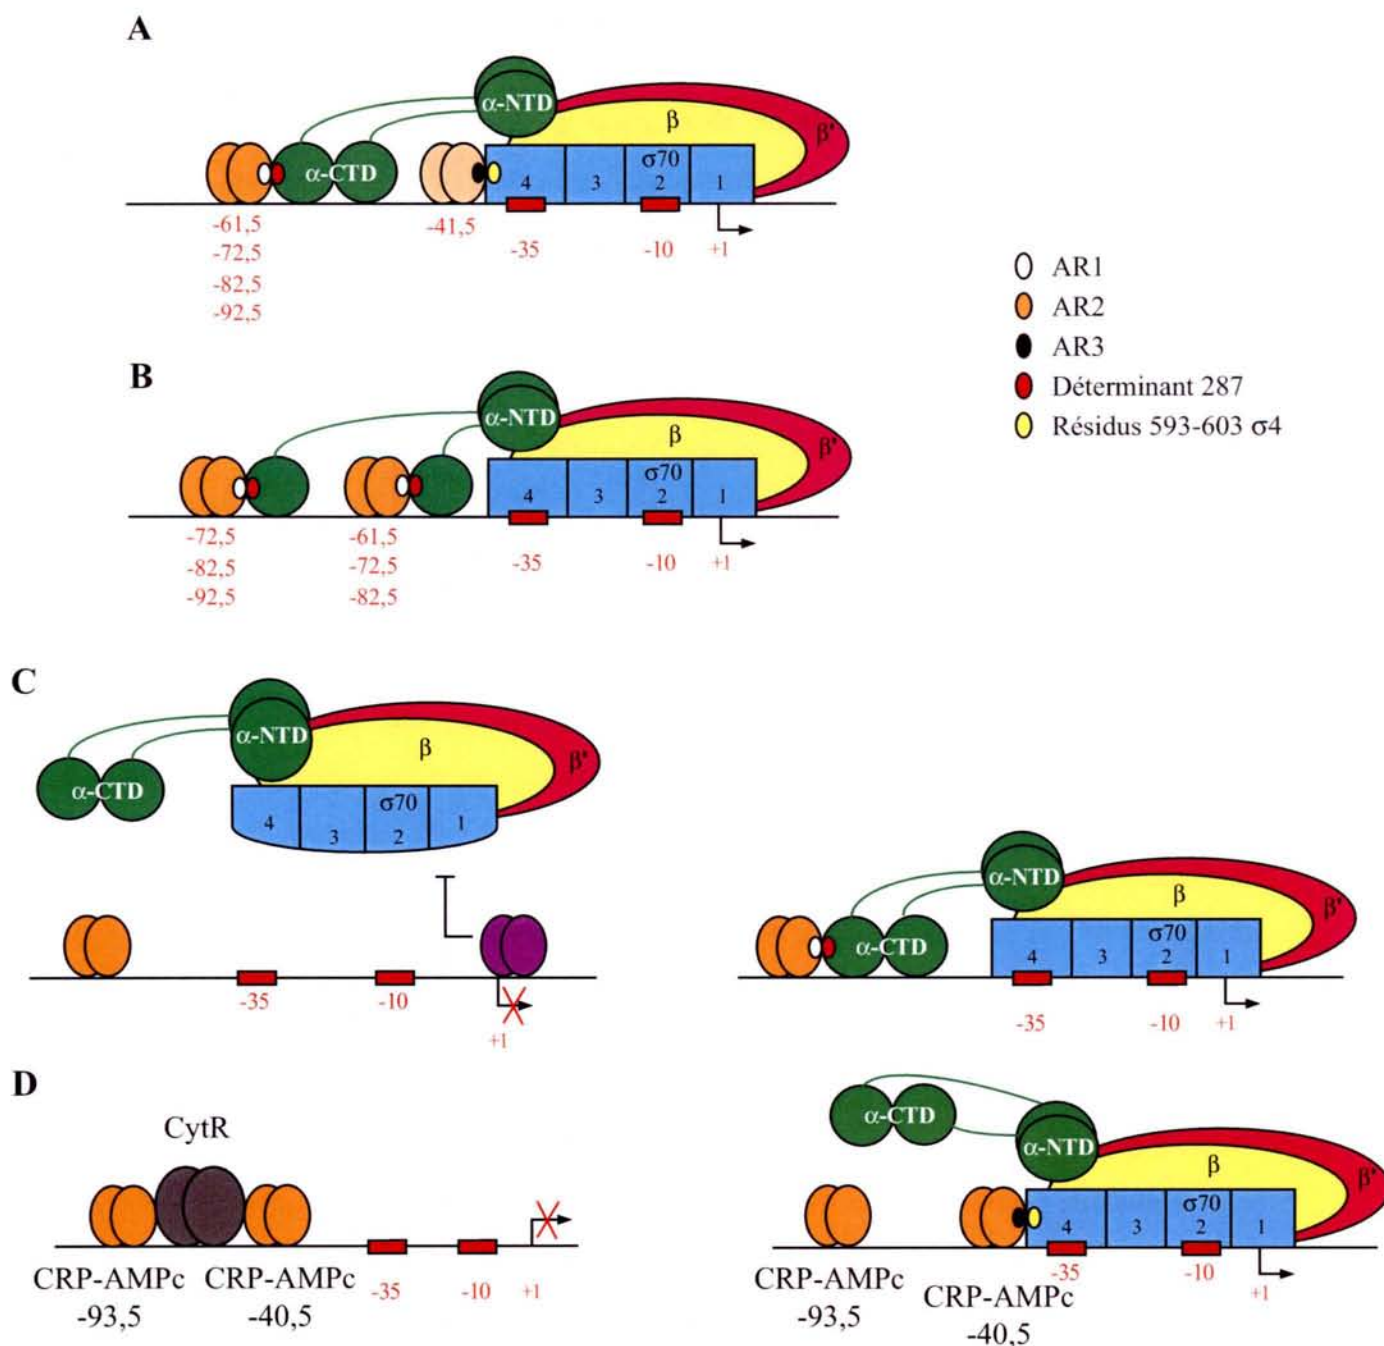 A
α-NTD
β
β'
α-CTD
σ70
4
3
2
1
-61,5
-41,5
-72,5
-35
-10
+1
-82,5
-92,5
AR1
AR2
AR3
Déterminant 287
Résidus 593-603 σ4
B
α-NTD
β
β'
σ70
4
3
2
1
-72,5
-61,5
-35
-10
+1
-82,5
-72,5
-92,5
-82,5
C
α-NTD
β
β'
α-CTD
σ70
4
3
2
1
-35
-10
+1
α-NTD
β
β'
α-CTD
σ70
4
3
2
1
-35
-10
+1
D
CytR
CRP-AMPc
-93,5
CRP-AMPc
-40,5
-35
-10
+1
α-CTD
α-NTD
β
β'
σ70
4
3
2
1
CRP-AMPc
-93,5
CRP-AMPc
-40,5
-35
-10
+1